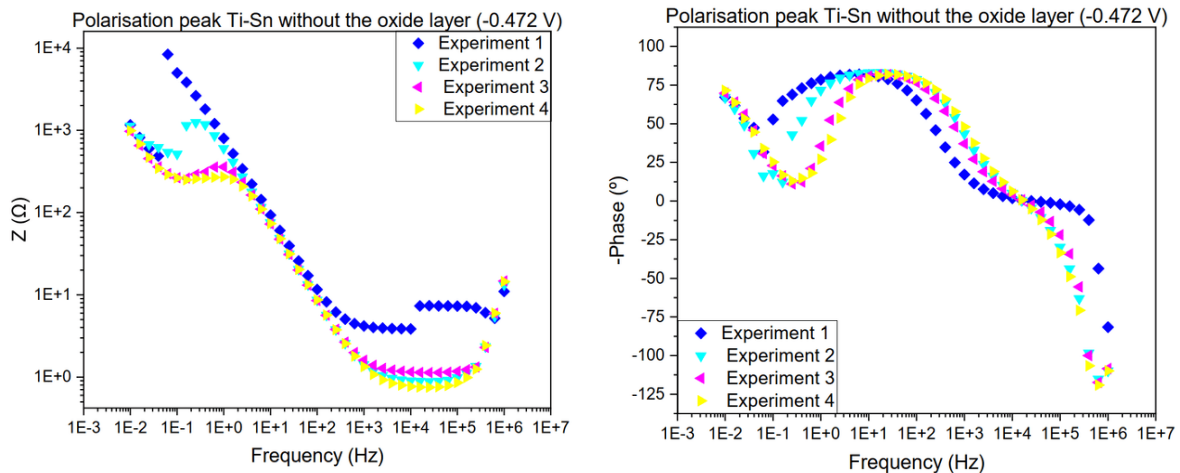 Polarisation peak Ti-Sn without the oxide layer (-0.472 V)
1E+4
1E+3
1E+2
1E+1
1E+0
Z (Ω)
Experiment 1
Experiment 2
Experiment 3
Experiment 4
1E-3 1E-2 1E-1 1E+0 1E+1 1E+2 1E+3 1E+4 1E+5 1E+6 1E+7
Frequency (Hz)
Polarisation peak Ti-Sn without the oxide layer (-0.472 V)
100
75
50
25
0
-25
-50
-75
-100
-125
-Phase (º)
Experiment 1
Experiment 2
Experiment 3
Experiment 4
1E-3 1E-2 1E-1 1E+0 1E+1 1E+2 1E+3 1E+4 1E+5 1E+6 1E+7
Frequency (Hz)